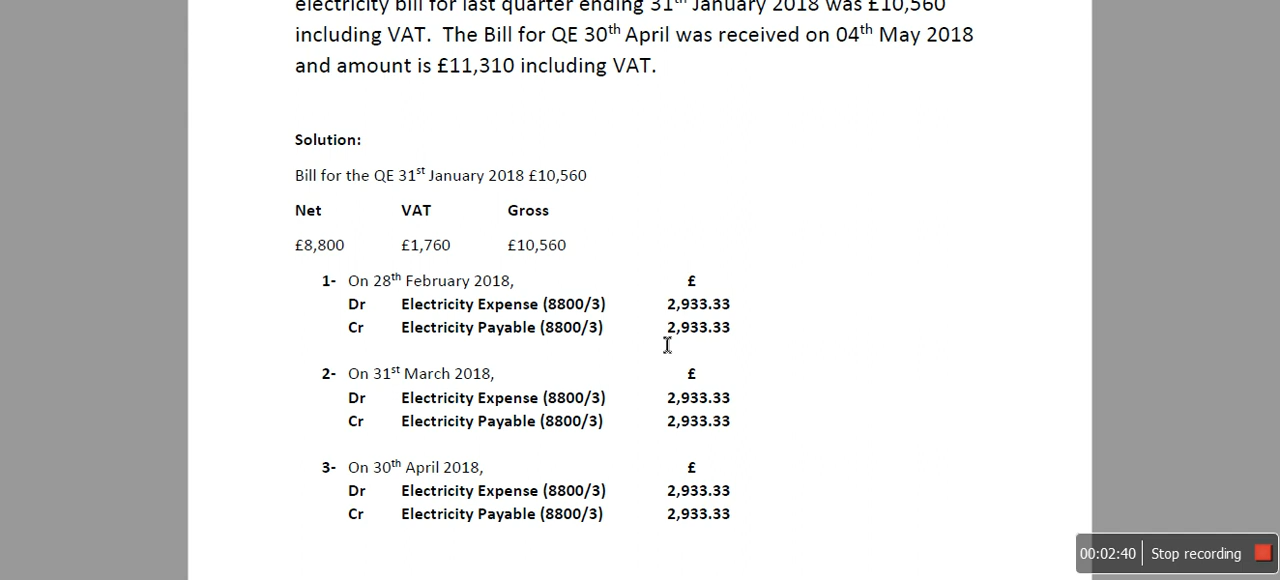 electricity bill for last quarter ending 31th January 2018 was £10,560
including VAT. The Bill for QE 30th April was received on 04th May 2018
and amount is £11,310 including VAT.
Solution:
Bill for the QE 31st January 2018 £10,560
Net VAT Gross
£8,800 £1,760 £10,560
1- On 28th February 2018, £
Dr Electricity Expense (8800/3) 2,933.33
Cr Electricity Payable (8800/3) 2,933.33
2- On 31st March 2018, £
Dr Electricity Expense (8800/3) 2,933.33
Cr Electricity Payable (8800/3) 2,933.33
3- On 30th April 2018, £
Dr Electricity Expense (8800/3) 2,933.33
Cr Electricity Payable (8800/3) 2,933.33
00:02:40 Stop recording